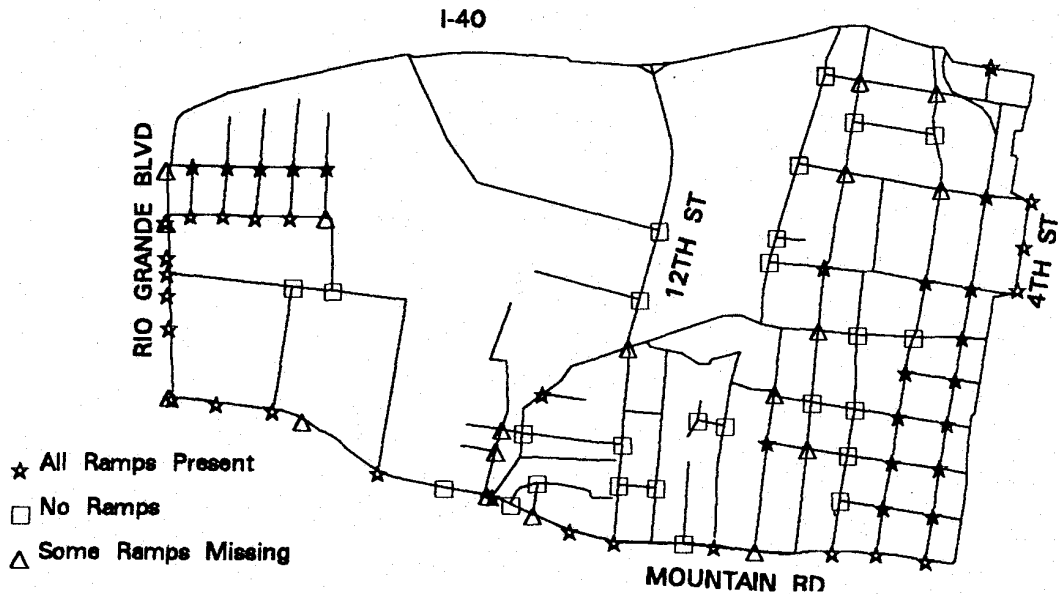 I-40
RIO GRANDE BLVD
12TH ST
4TH ST
All Ramps Present
No Ramps
Some Ramps Missing
MOUNTAIN RD